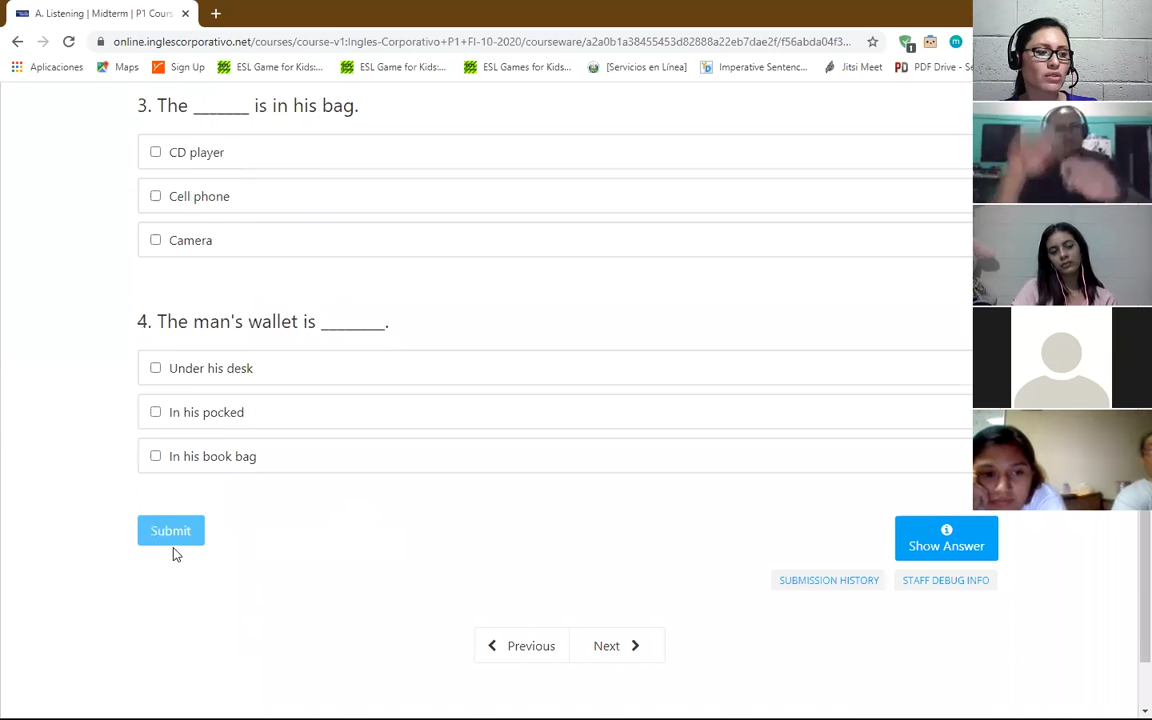 A. Listening | Midterm | P1 Cours
online.inglescorporativo.net/courses/course-v1:Ingles-Corporativo+P1+FI-10-2020/courseware/a2a0b1a38455453d82888a22eb7dae2f/f56abda04f3...
1
m
Aplicaciones Maps Sign Up ESL Game for Kids:... ESL Game for Kids:... ESL Games for Kids:... [Servicios en Línea] Imperative Sentenc... Jitsi Meet PD PDF Drive - Se
3. The _______ is in his bag.
CD player
Cell phone
Camera
4. The man's wallet is ________.
Under his desk
In his pocked
In his book bag
Submit
Show Answer
SUBMISSION HISTORY STAFF DEBUG INFO
Previous Next